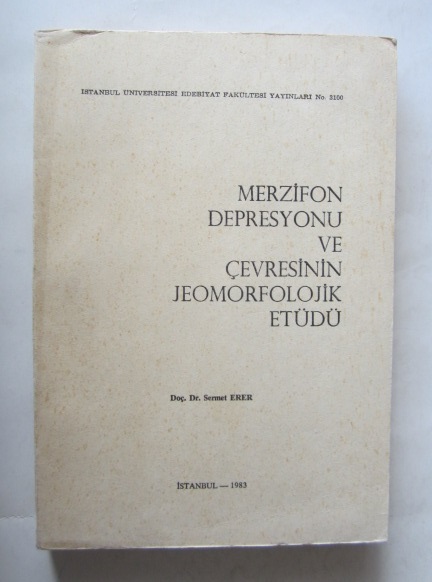 İSTANBUL ÜNİVERSİTESİ EDEBİYAT FAKÜLTESİ YAYINLARI No. 3100
MERZİFON
DEPRESYONU
VE
ÇEVRESİNİN
JEOMORFOLOJİK
ETÜDÜ
Doç. Dr. Sermet ERER
İSTANBUL — 1983